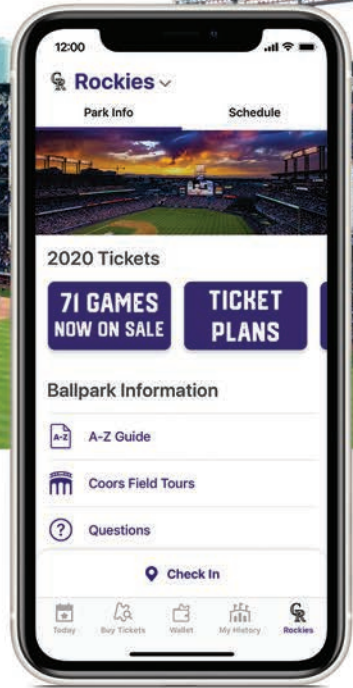 12:00
CR Rockies
Park Info Schedule
2020 Tickets
71 GAMES
NOW ON SALE
TICKET
PLANS
Ballpark Information
A-Z A-Z Guide
Coors Field Tours
? Questions
Check In
Today Buy Tickets Wallet My History Rockies